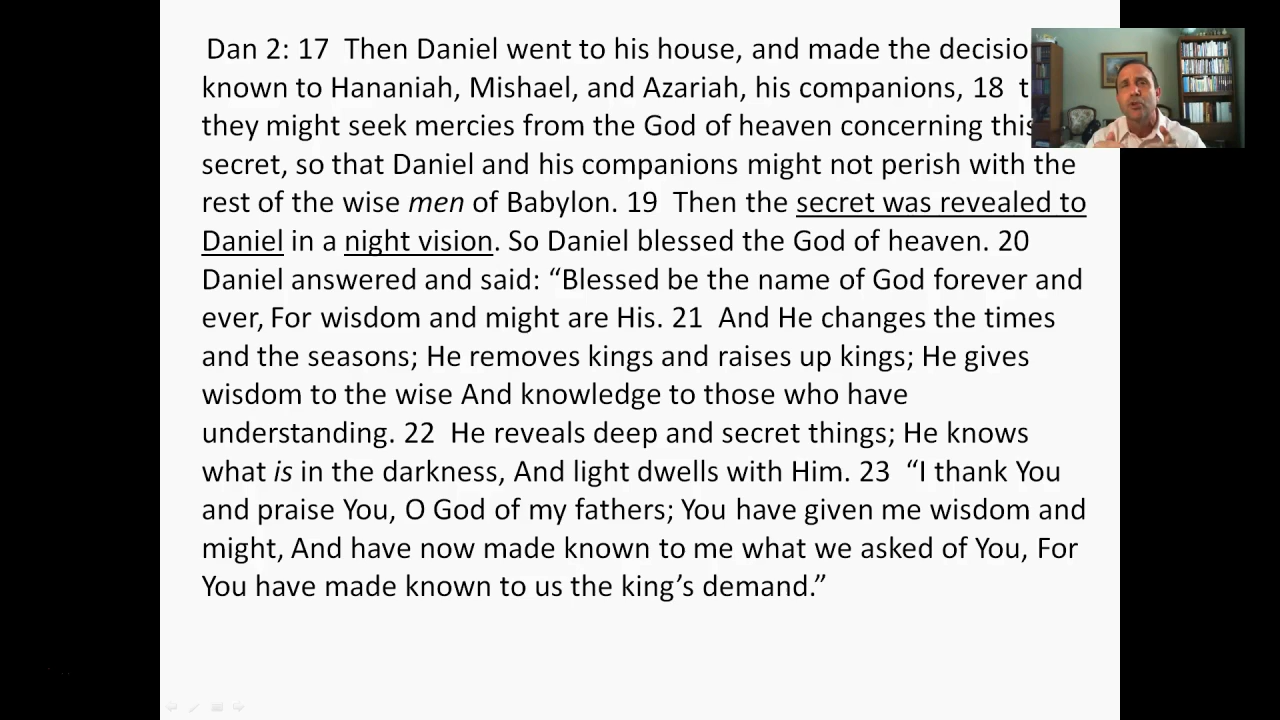 Dan 2: 17 Then Daniel went to his house, and made the
known to Hananiah, Mishael, and Azariah, his companions, 18
they might seek mercies from the God of heaven concerning this
secret, so that Daniel and his companions might not perish with the
rest of the wise men of Babylon. 19 Then the secret was revealed to
Daniel in a night vision. So Daniel blessed the God of heaven. 20
Daniel answered and said: “Blessed be the name of God forever and
ever, For wisdom and might are His. 21 And He changes the times
and the seasons; He removes kings and raises up kings; He gives
wisdom to the wise And knowledge to those who have
understanding. 22 He reveals deep and secret things; He knows
what is in the darkness, And light dwells with Him. 23 “I thank You
and praise You, O God of my fathers; You have given me wisdom and
might, And have now made known to me what we asked of You, For
You have made known to us the king’s demand.”